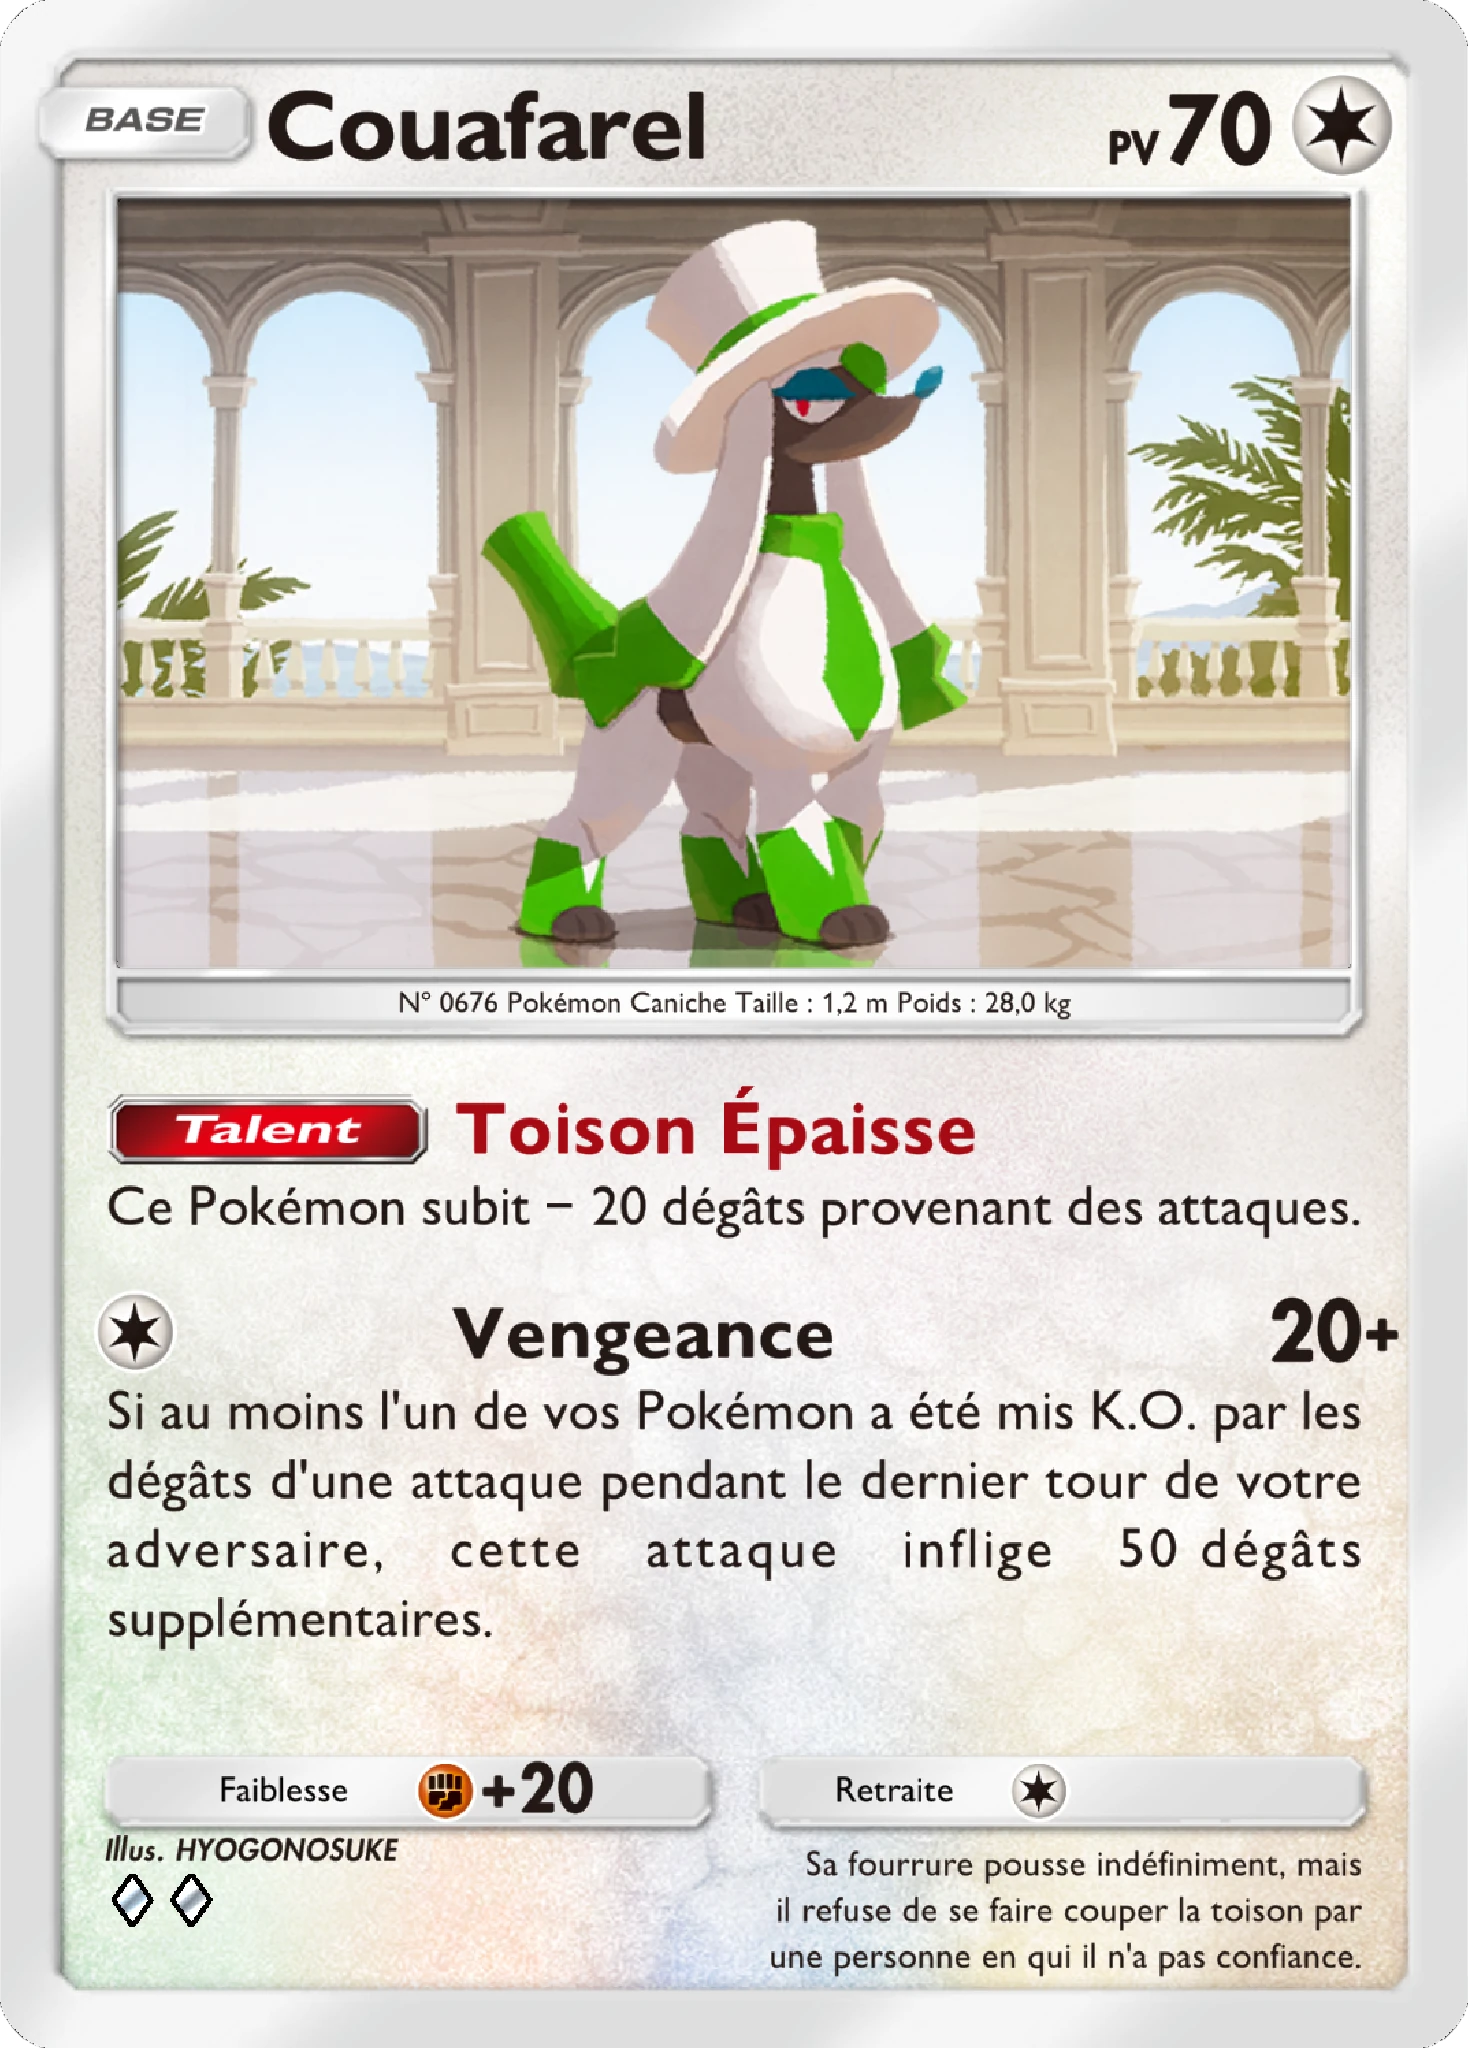 BASE Couafarel PV 70
N° 0676 Pokémon Caniche Taille : 1,2 m Poids : 28,0 kg
Talent Toison Épaisse
Ce Pokémon subit − 20 dégâts provenant des attaques.
Vengeance 20+
Si au moins l'un de vos Pokémon a été mis K.O. par les
dégâts d'une attaque pendant le dernier tour de votre
adversaire, cette attaque inflige 50 dégâts
supplémentaires.
Faiblesse +20 Retraite
Illus. HYOGONOSUKE
Sa fourrure pousse indéfiniment, mais
il refuse de se faire couper la toison par
une personne en qui il n'a pas confiance.